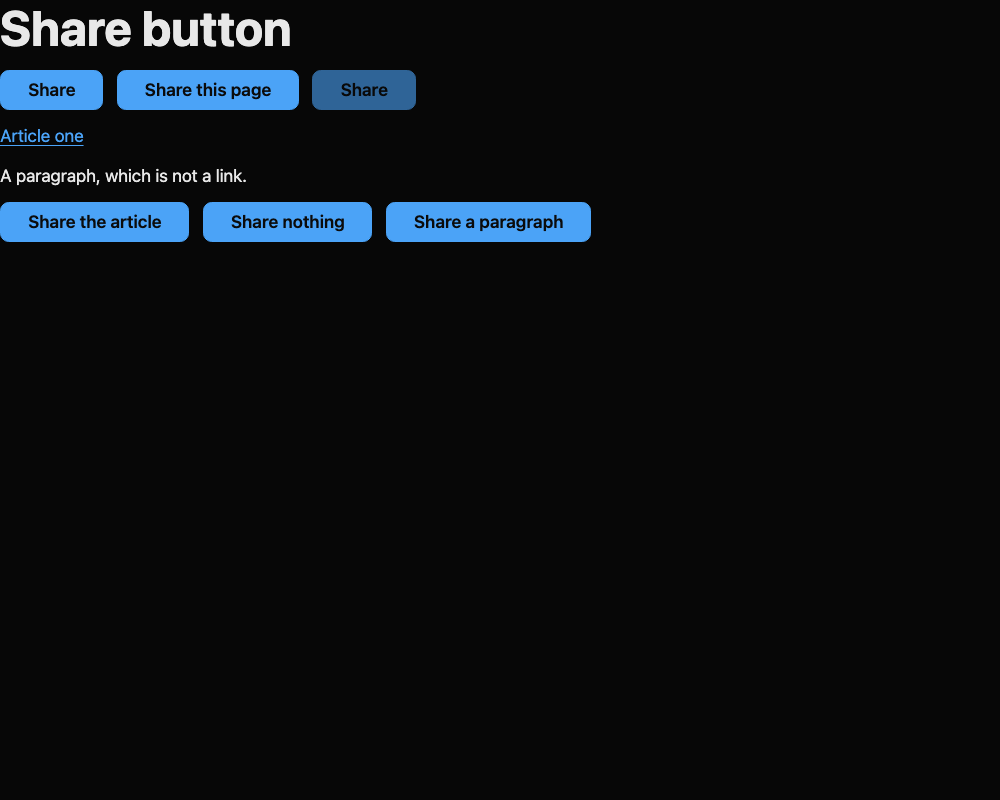 Share button
Share Share this page Share
Article one
A paragraph, which is not a link.
Share the article Share nothing Share a paragraph